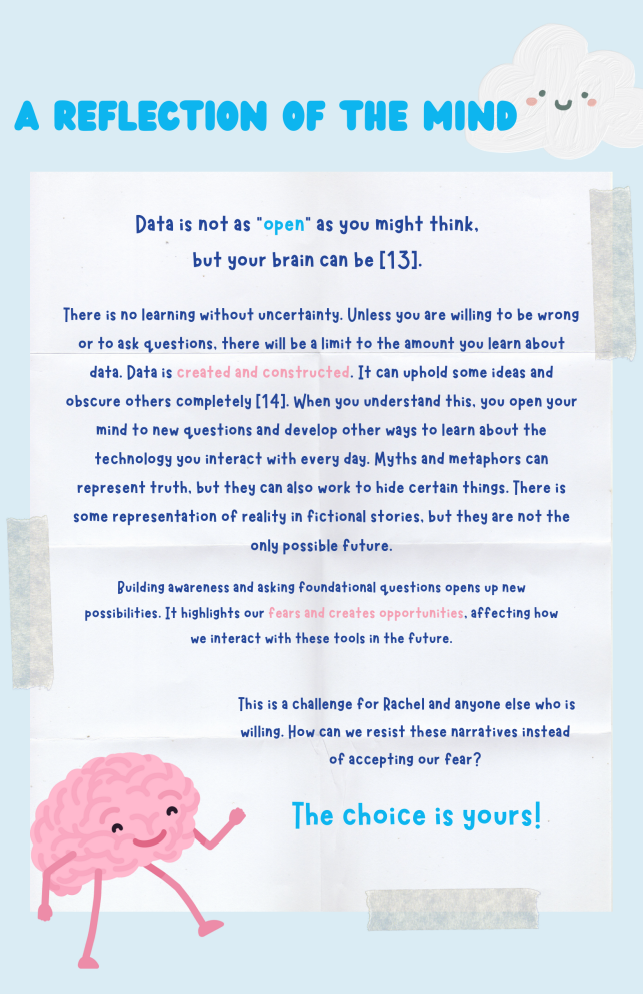 A REFLECTION OF THE MIND
Data is not as "open" as you might think,
but your brain can be [13].
There is no learning without uncertainty. Unless you are willing to be wrong
or to ask questions, there will be a limit to the amount you learn about
data. Data is created and constructed. It can uphold some ideas and
obscure others completely [14]. When you understand this, you open your
mind to new questions and develop other ways to learn about the
technology you interact with every day. Myths and metaphors can
represent truth, but they can also work to hide certain things. There is
some representation of reality in fictional stories, but they are not the
only possible future.
Building awareness and asking foundational questions opens up new
possibilities. It highlights our fears and creates opportunities, affecting how
we interact with these tools in the future.
This is a challenge for Rachel and anyone else who is
willing. How can we resist these narratives instead
of accepting our fear?
The choice is yours!